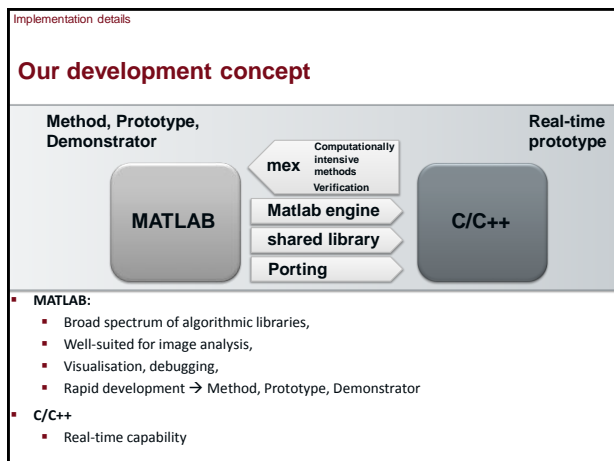 Implementation details
Our development concept
Method, Prototype,
Demonstrator
Real-time
prototype
mex
Computationally
intensive
methods
Verification
MATLAB
Matlab engine
shared library
Porting
C/C++
▪ MATLAB:
▪ Broad spectrum of algorithmic libraries,
▪ Well-suited for image analysis,
▪ Visualisation, debugging,
▪ Rapid development → Method, Prototype, Demonstrator
▪ C/C++
▪ Real-time capability